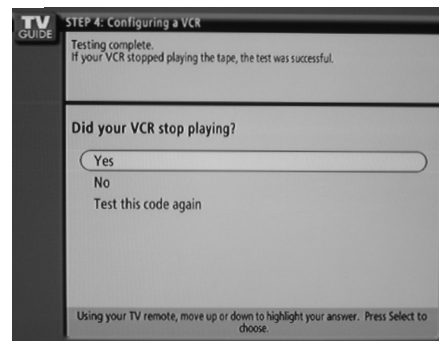 TV
GUIDE
STEP 4: Configuring a VCR
Testing complete.
If your VCR stopped playing the tape, the test was successful.
Did your VCR stop playing?
Yes
No
Test this code again
Using your TV remote, move up or down to highlight your answer. Press Select to
choose.